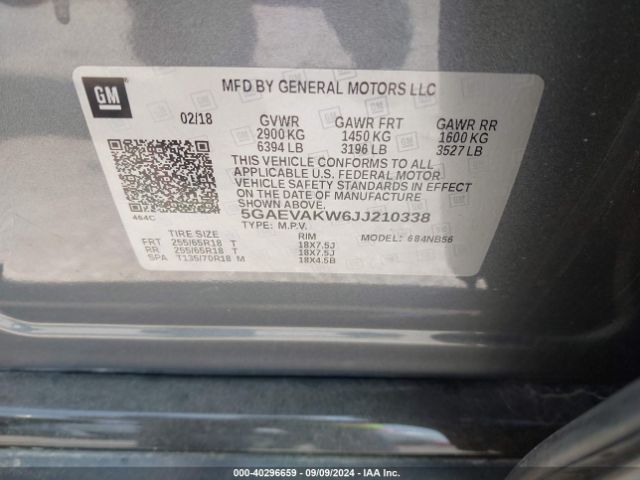 GM
MFD BY GENERAL MOTORS LLC
02/18 GVWR GAWR FRT GAWR RR
2900 KG 1450 KG 1600 KG
6394 LB 3196 LB 3527 LB
THIS VEHICLE CONFORMS TO ALL
APPLICABLE U.S. FEDERAL MOTOR
VEHICLE SAFETY STANDARDS IN EFFECT
ON THE DATE OF MANUFACTURE
SHOWN ABOVE.
5GAEVAKW6JJ210338
464C
TYPE: M.P.V. MODEL: 684NB56
TIRE SIZE RIM
FRT 255/65R18 T 18X7.5J
RR 255/65R18 T 18X7.5J
SPA T135/70R18 M 18X4.5B
000-40296659 - 09/09/2024 - IAA Inc.